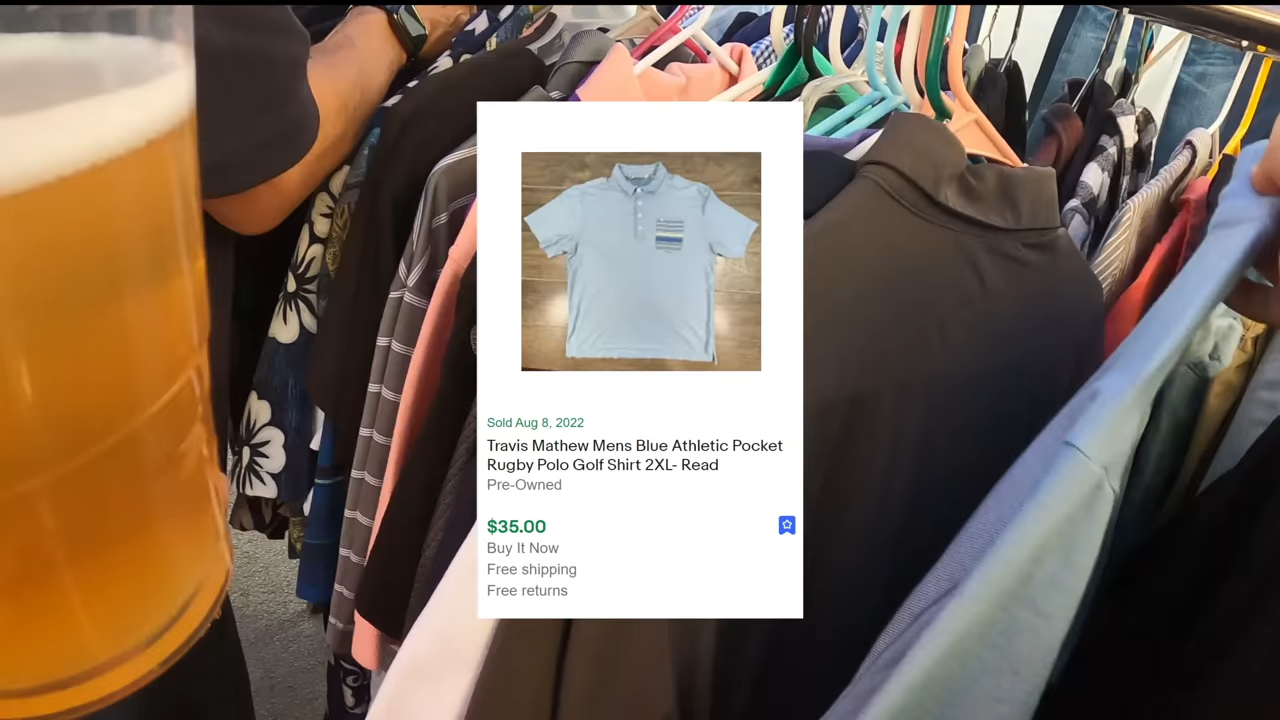 Sold Aug 8, 2022
Travis Mathew Mens Blue Athletic Pocket
Rugby Polo Golf Shirt 2XL- Read
Pre-Owned
$35.00
Buy It Now
Free shipping
Free returns